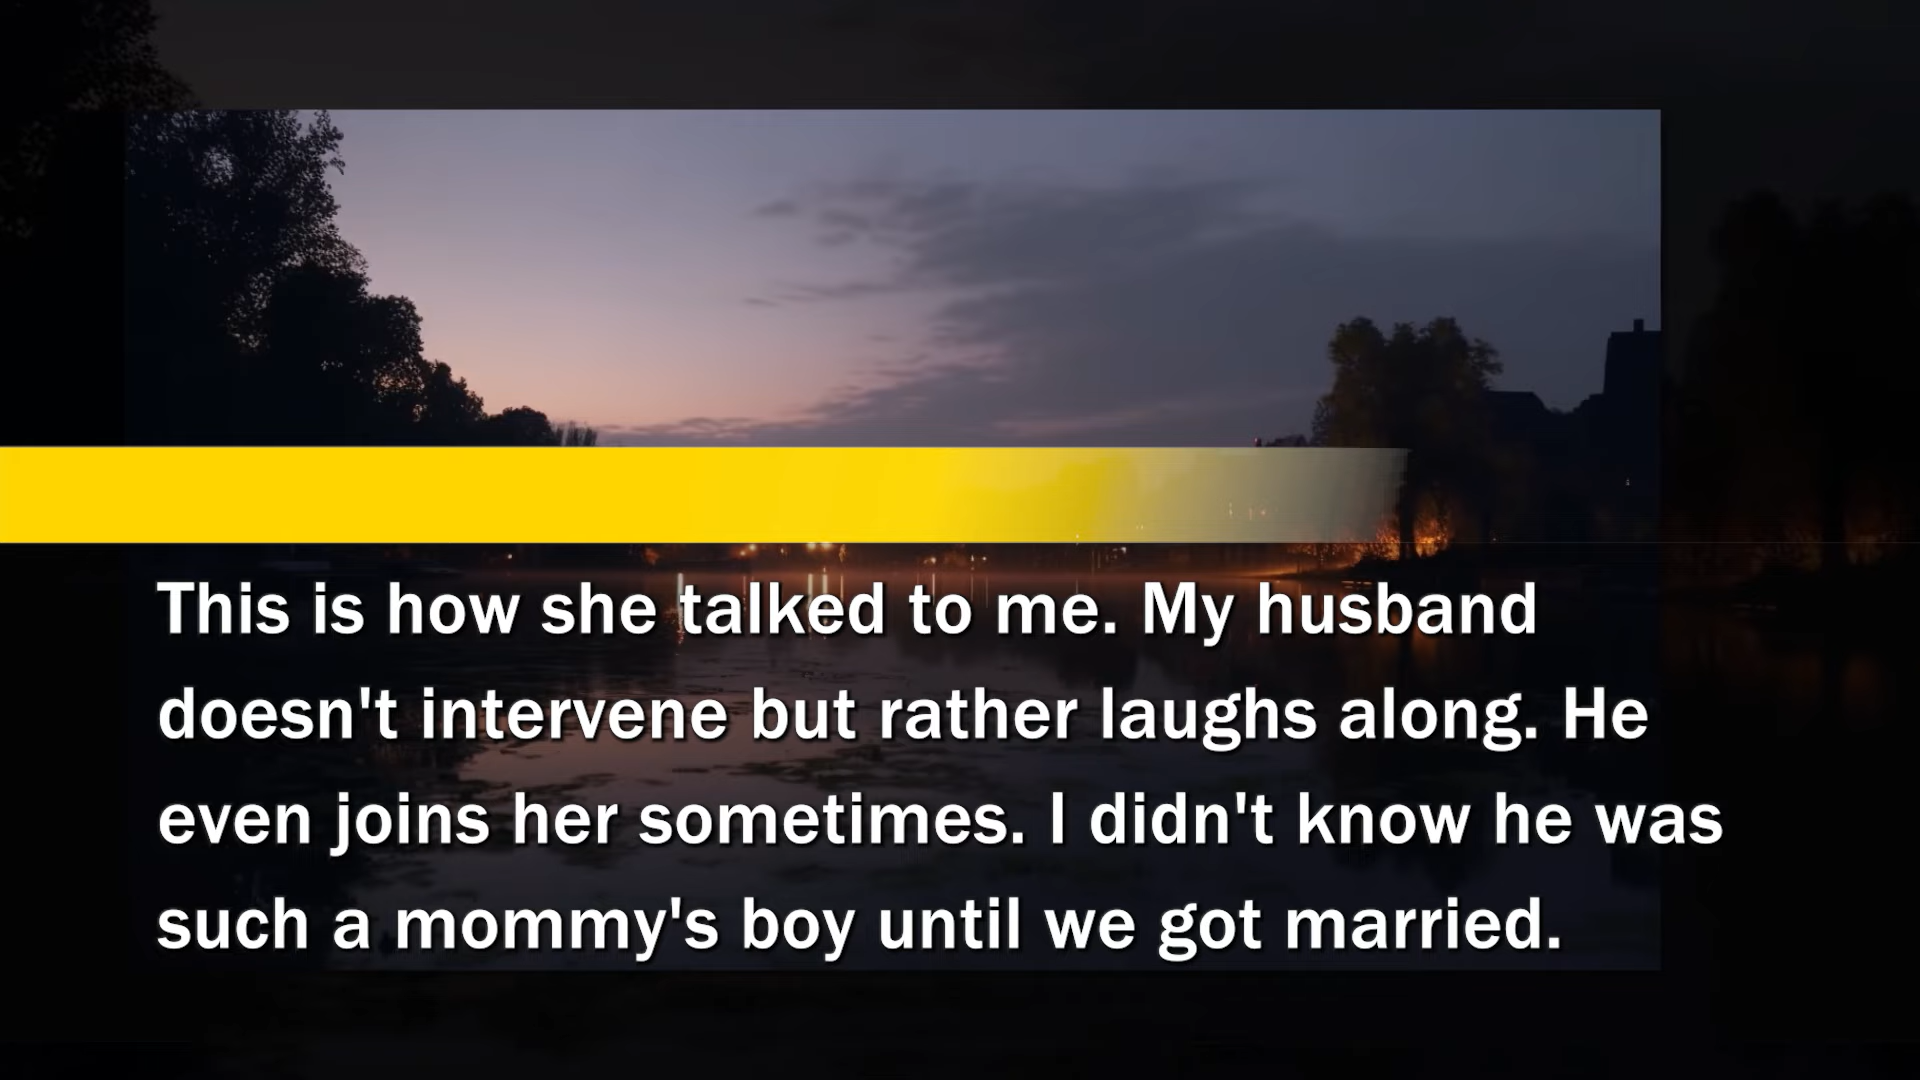 This is how she talked to me. My husband
doesn't intervene but rather laughs along. He
even joins her sometimes. I didn't know he was
such a mommy's boy until we got married.